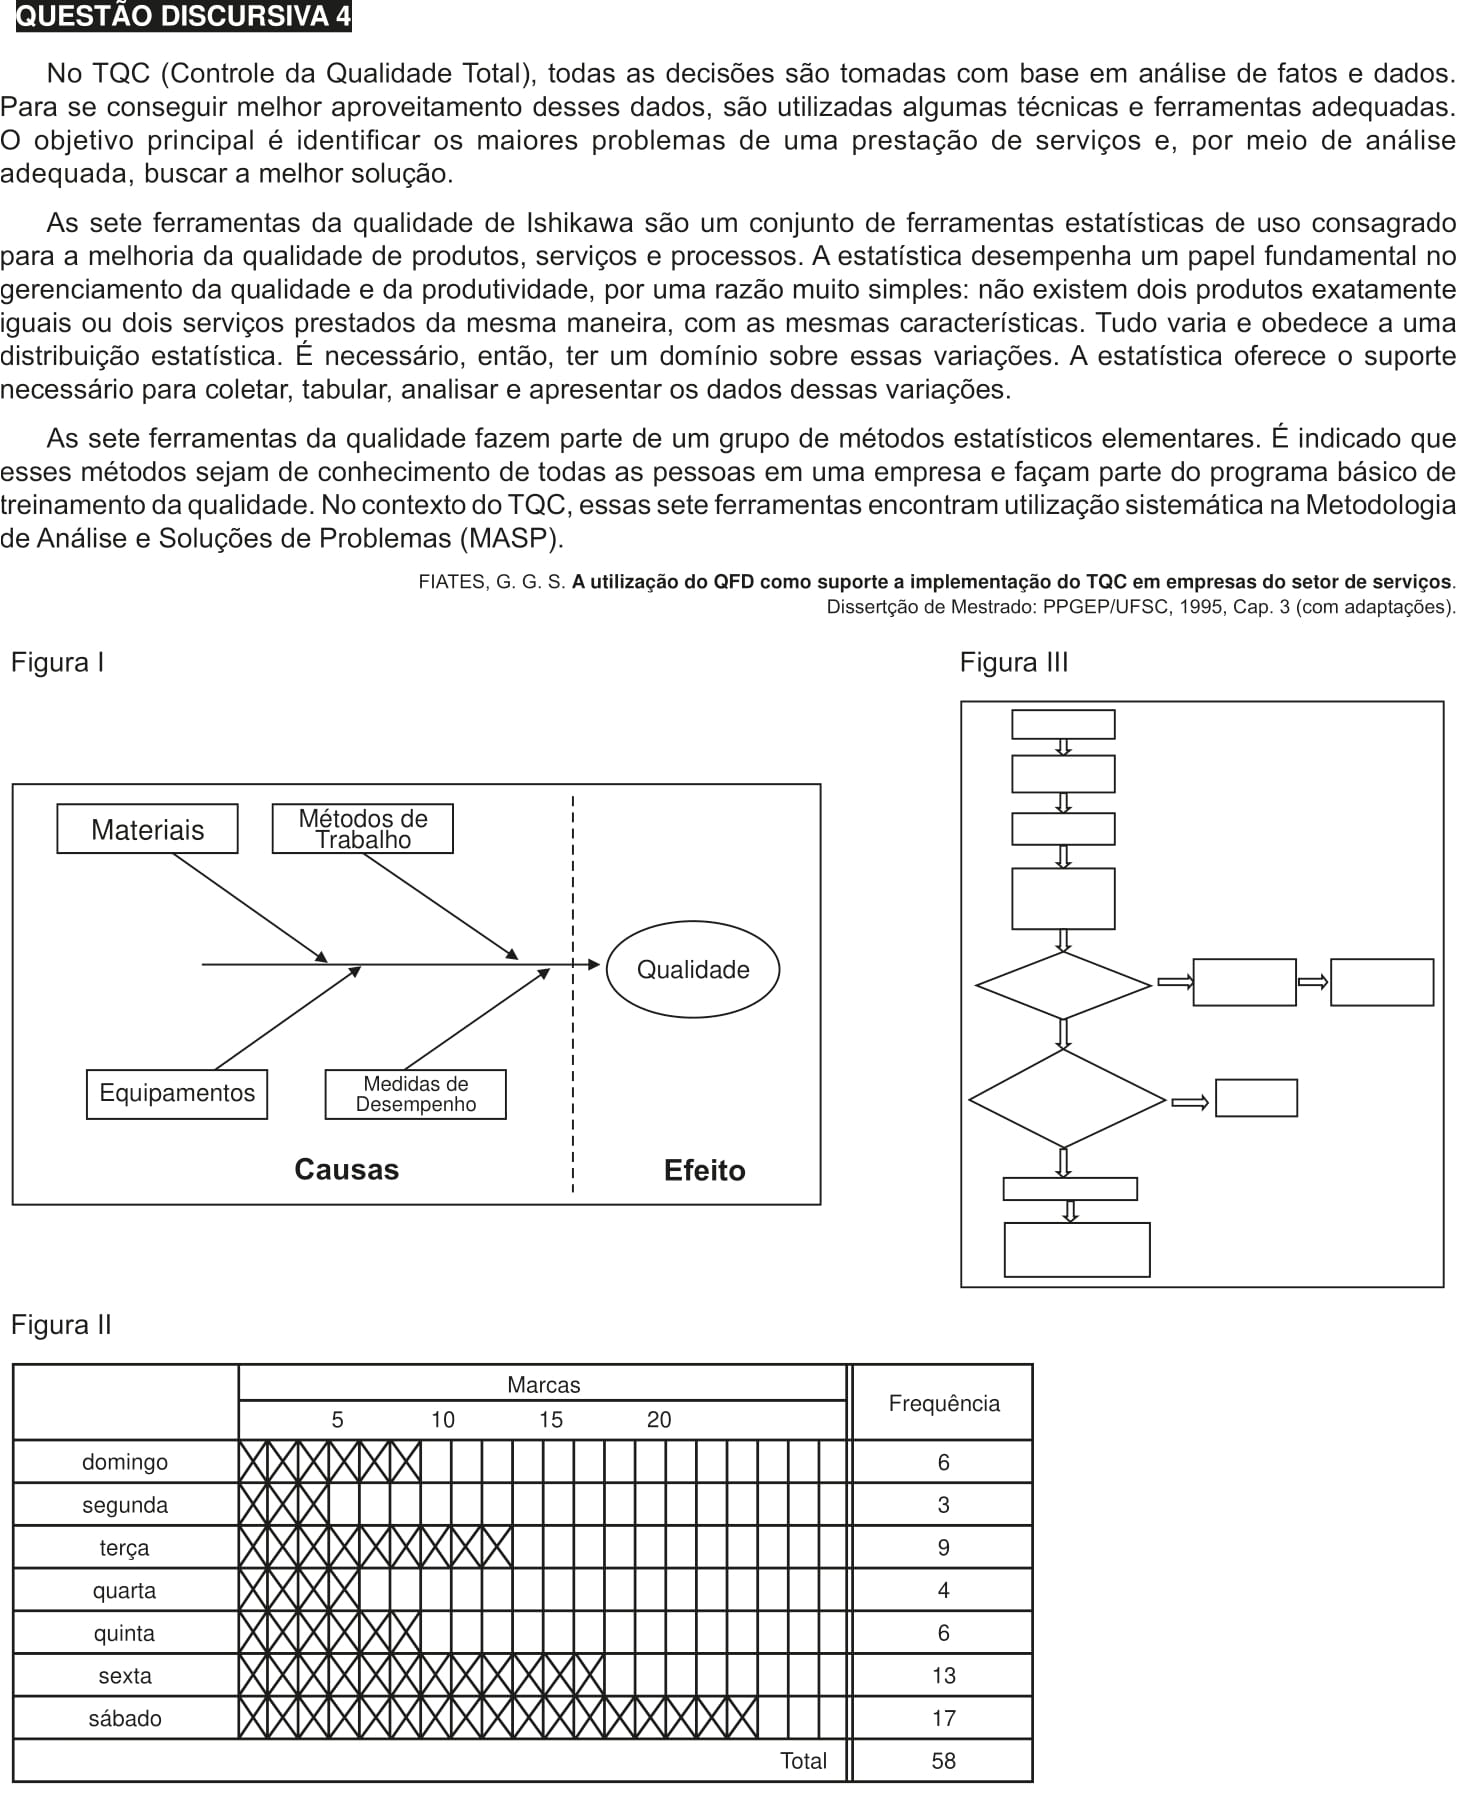 QUESTÃO DISCURSIVA 4
No TQC (Controle da Qualidade Total), todas as decisões são tomadas com base em análise de fatos e dados.
Para se conseguir melhor aproveitamento desses dados, são utilizadas algumas técnicas e ferramentas adequadas.
O objetivo principal é identificar os maiores problemas de uma prestação de serviços e, por meio de análise
adequada, buscar a melhor solução.
As sete ferramentas da qualidade de Ishikawa são um conjunto de ferramentas estatísticas de uso consagrado
para a melhoria da qualidade de produtos, serviços e processos. A estatística desempenha um papel fundamental no
gerenciamento da qualidade e da produtividade, por uma razão muito simples: não existem dois produtos exatamente
iguais ou dois serviços prestados da mesma maneira, com as mesmas características. Tudo varia e obedece a uma
distribuição estatística. É necessário, então, ter um domínio sobre essas variações. A estatística oferece o suporte
necessário para coletar, tabular, analisar e apresentar os dados dessas variações.
As sete ferramentas da qualidade fazem parte de um grupo de métodos estatísticos elementares. É indicado que
esses métodos sejam de conhecimento de todas as pessoas em uma empresa e façam parte do programa básico de
treinamento da qualidade. No contexto do TQC, essas sete ferramentas encontram utilização sistemática na Metodologia
de Análise e Soluções de Problemas (MASP).
FIATES, G. G. S. A utilização do QFD como suporte a implementação do TQC em empresas do setor de serviços.
Dissertção de Mestrado: PPGEP/UFSC, 1995, Cap. 3 (com adaptações).
Figura I
Materiais
Métodos de
Trabalho
Qualidade
Equipamentos
Medidas de
Desempenho
Causas
Efeito
Figura III
Figura II
Marcas
Frequência
5 10 15 20
domingo 6
segunda 3
terça 9
quarta 4
quinta 6
sexta 13
sábado 17
Total 58